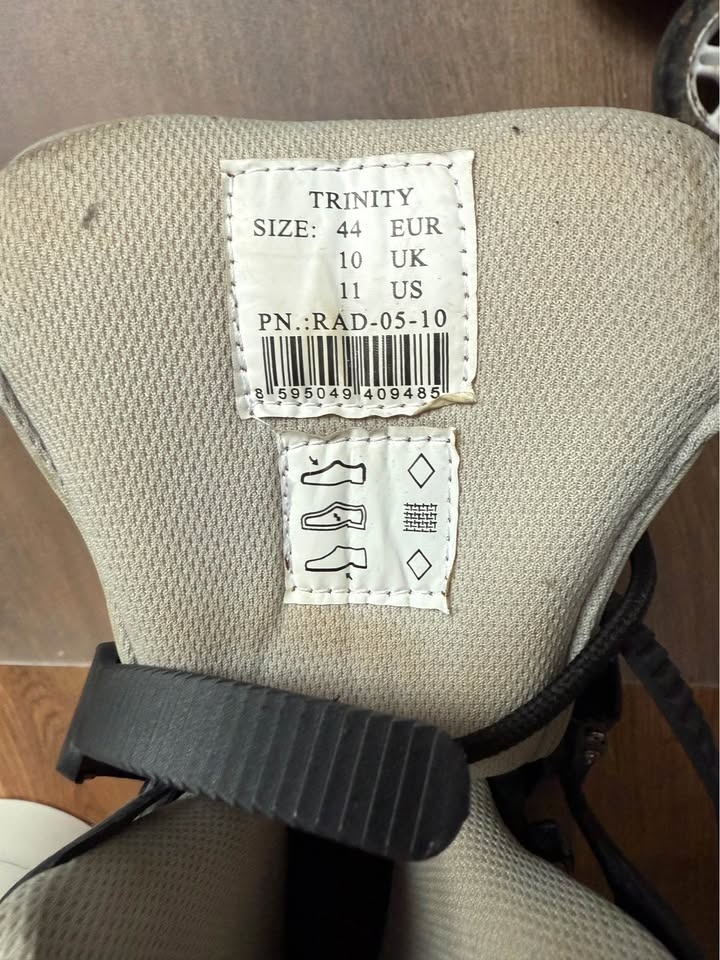 TRINITY
SIZE: 44 EUR
10 UK
11 US
PN.:RAD-05-10
8 595049 409485